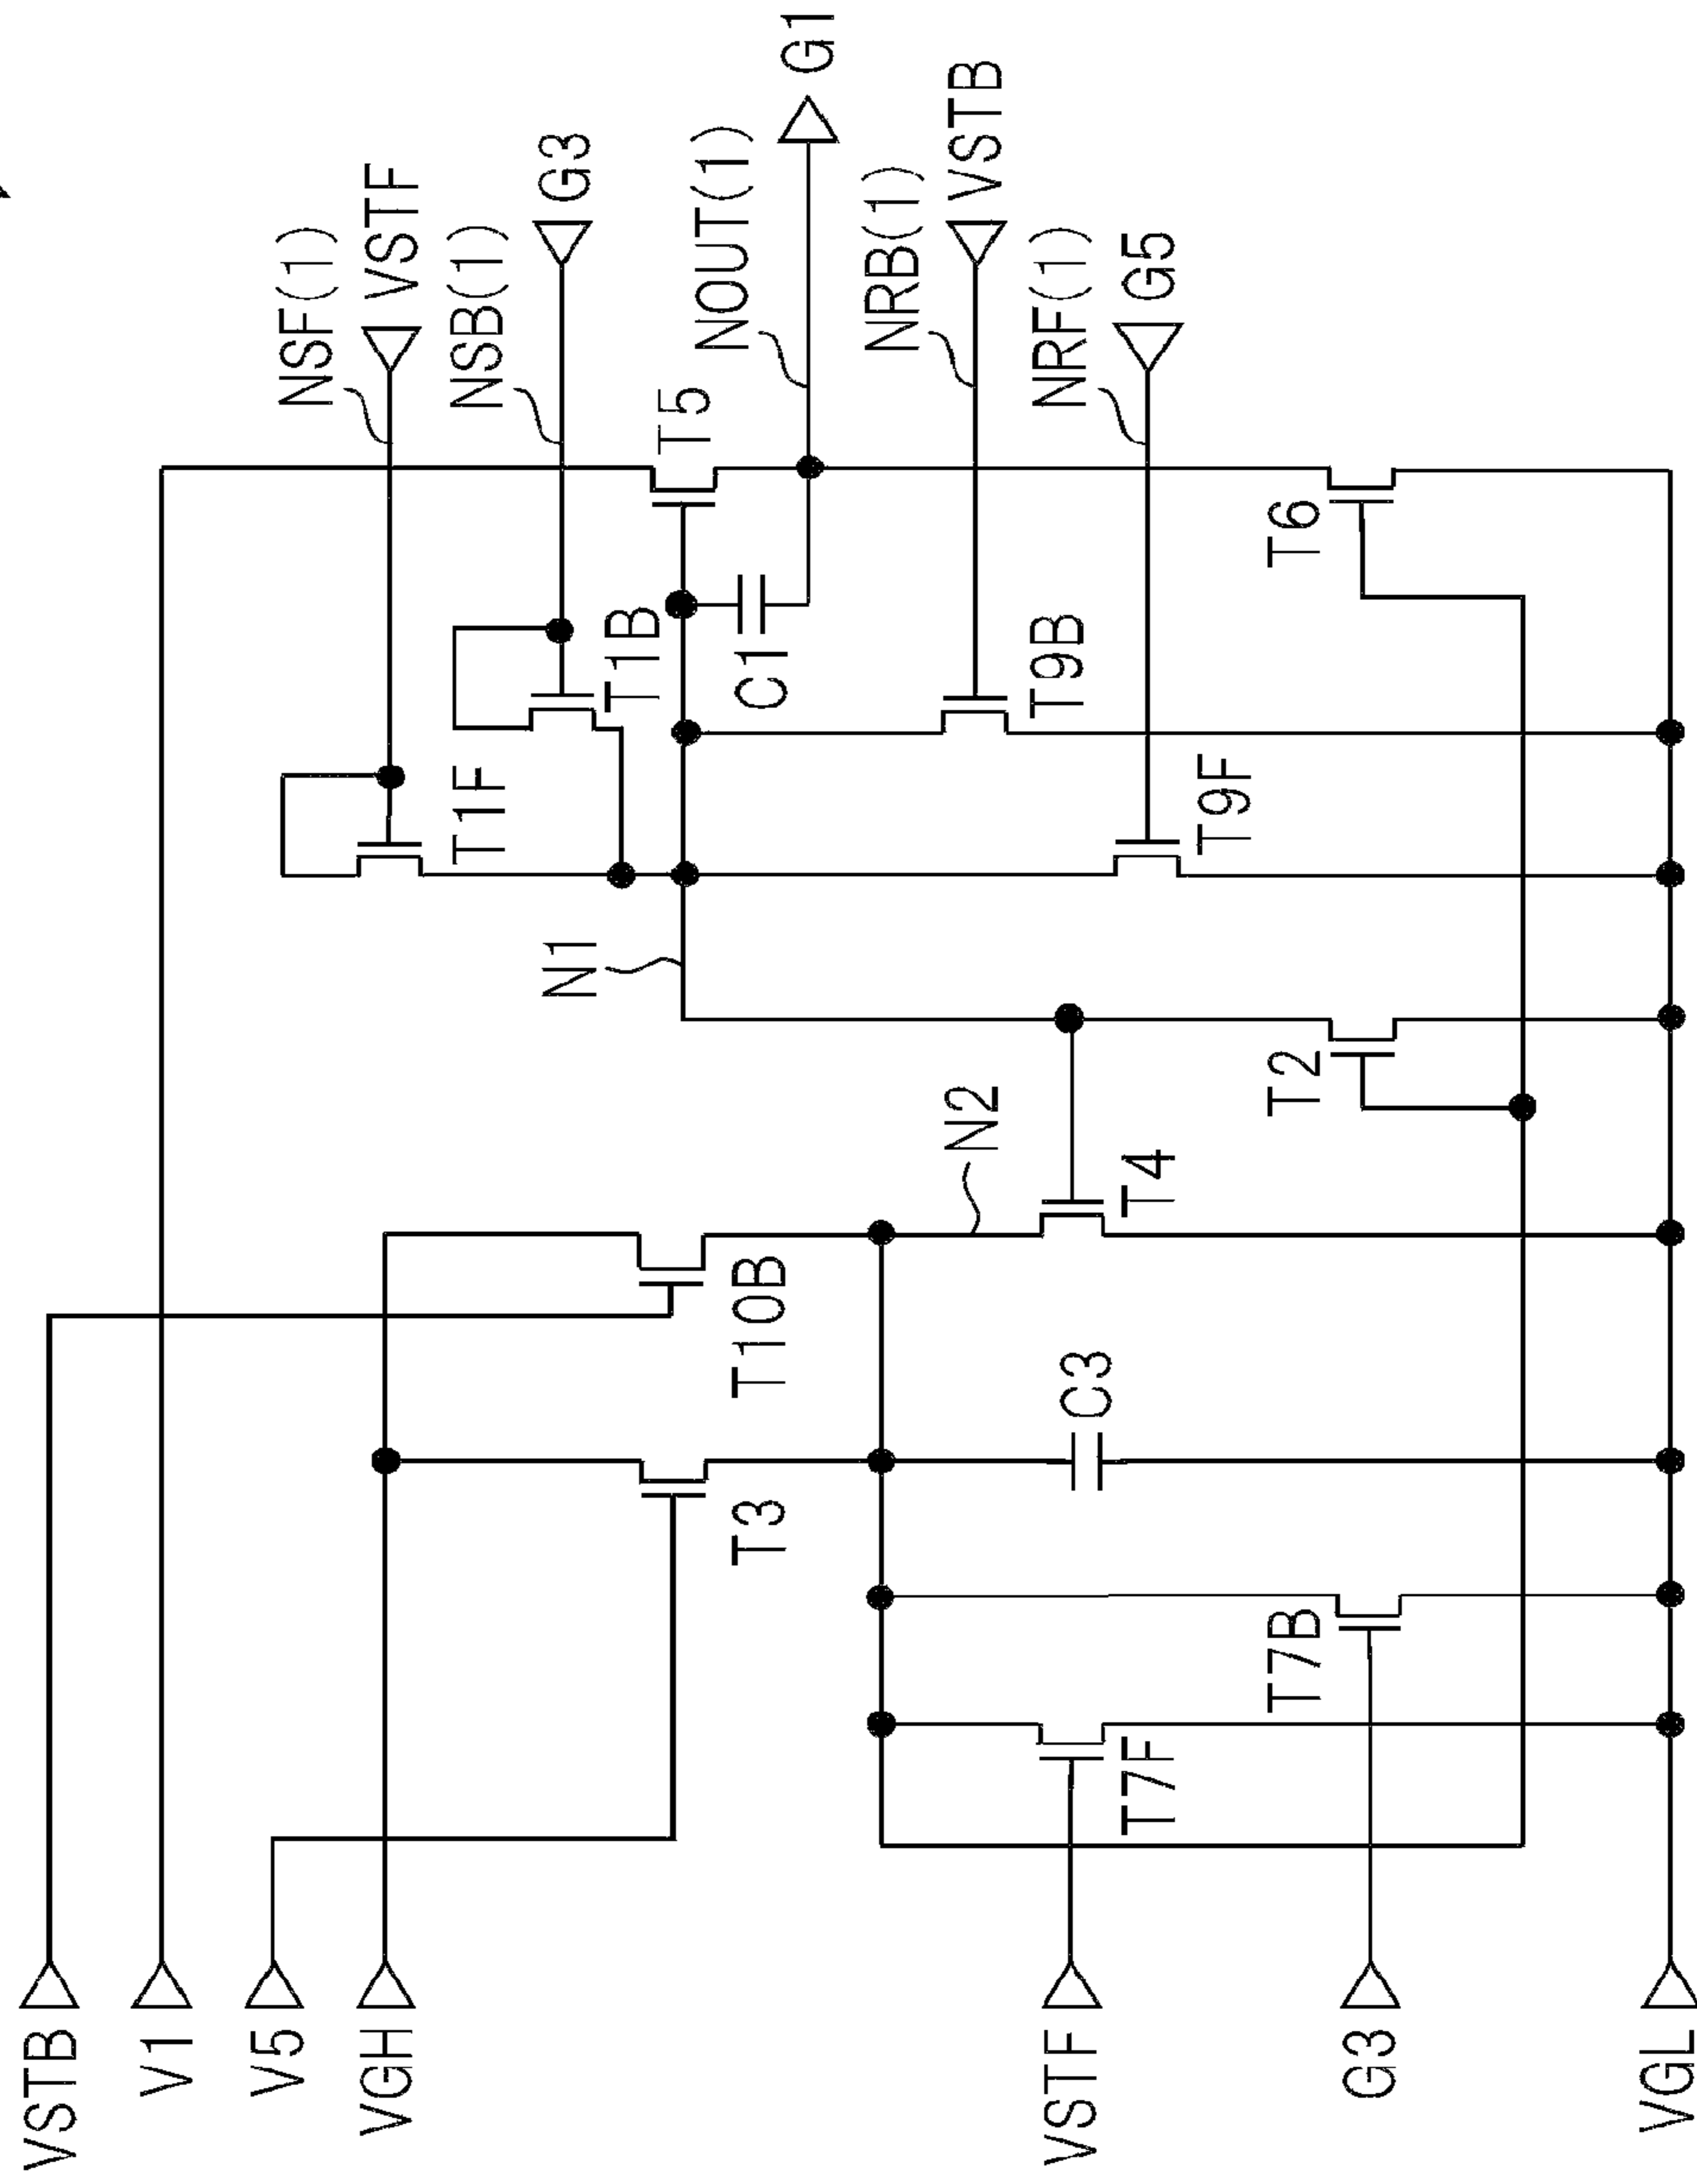 VSTB
V1
V5
NSF(1)
VGH
VSTF
T1F
NSB(1)
N1
G3
T1B
T5
NOUT(1)
T3
T10B
C1
G1
NRB(1)
N2
VSTB
T9B
NRF(1)
VSTF
C3
T7F
T4
G5
T9F
T7B
T2
T6
G3
VGL